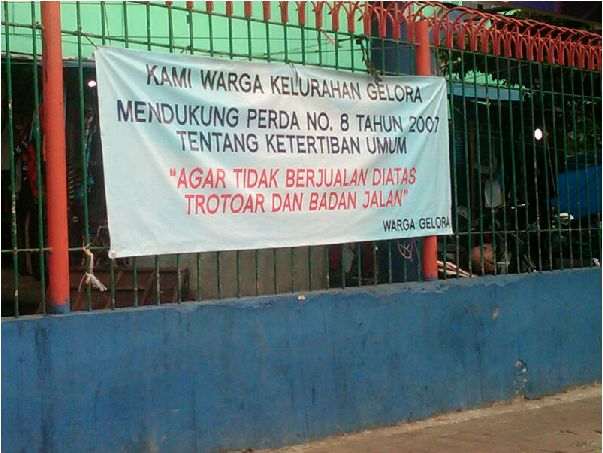 KAMI WARGA KELURAHAN GELORA
MENDUKUNG PERDA NO. 8 TAHUN 2007
TENTANG KETERTIBAN UMUM
"AGAR TIDAK BERJUALAN DIATAS
TROTOAR DAN BADAN JALAN"
WARGA GELORA